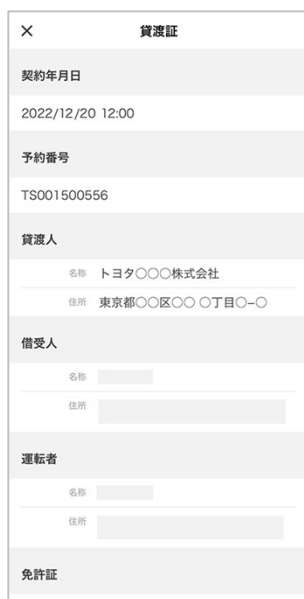 × 貸渡証
契約年月日
2022/12/20 12:00
予約番号
TS001500556
貸渡人
名称 トヨタ○○○株式会社
住所 東京都○○区○○ ○丁目○−○
借受人
名称
住所
運転者
名称
住所
免許証